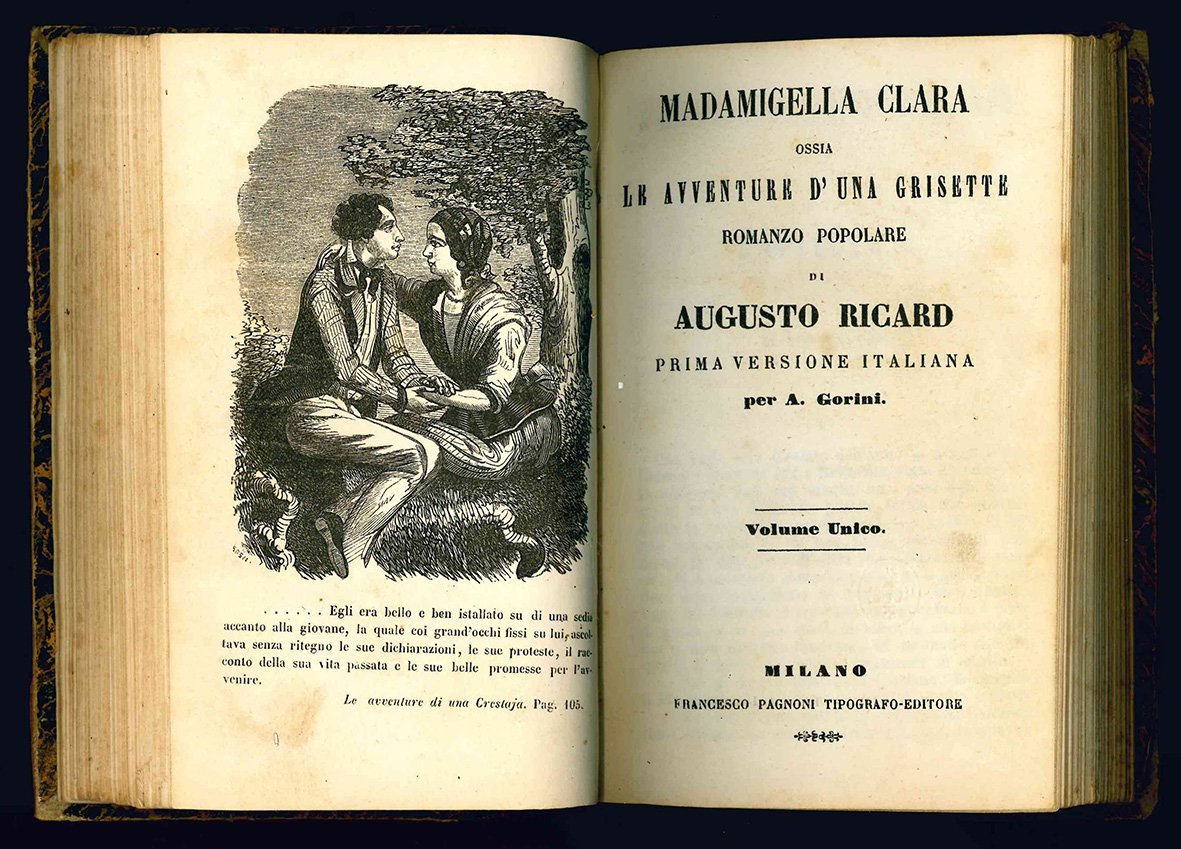 . . . . . . Egli era bello e ben istallato su di una sedia
accanto alla giovane, la quale coi grand'occhi fissi su lui, ascol-
tava senza ritegno le sue dichiarazioni, le sue proteste, il rac-
conto della sua vita passata e le sue belle promesse per l'av-
venire.
Le avventure di una Crestaja. Pag. 105.
MADAMIGELLA CLARA
OSSIA
LE AVVENTURE D'UNA GRISETTE
ROMANZO POPOLARE
DI
AUGUSTO RICARD
PRIMA VERSIONE ITALIANA
per A. Gorini.
Volume Unico.
MILANO
FRANCESCO PAGNONI TIPOGRAFO-EDITORE